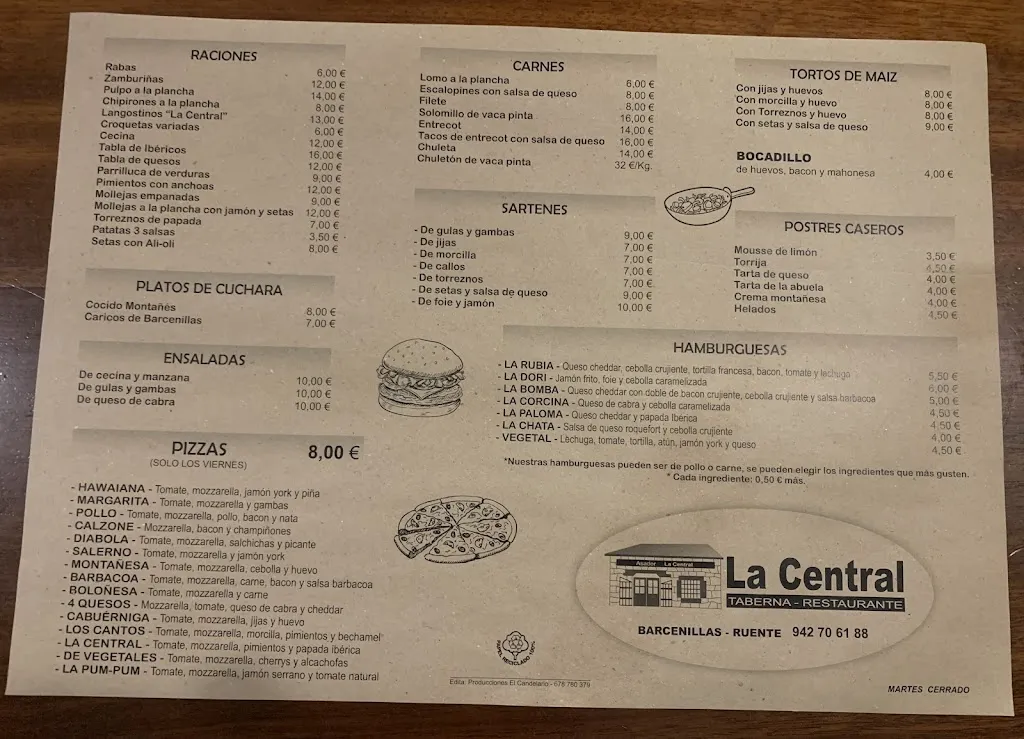 RACIONES
Rabas 6,00 €
Zamburiñas 12,00 €
Pulpo a la plancha 14,00 €
Chipirones a la plancha 8,00 €
Langostinos "La Central" 13,00 €
Croquetas variadas 6,00 €
Cecina 12,00 €
Tabla de Ibéricos 16,00 €
Tabla de quesos 12,00 €
Parrilluca de verduras 9,00 €
Pimientos con anchoas 12,00 €
Mollejas empanadas 9,00 €
Mollejas a la plancha con jamón y setas 12,00 €
Torreznos de papada 7,00 €
Patatas 3 salsas 3,50 €
Setas con Ali-oli 8,00 €
PLATOS DE CUCHARA
Cocido Montañés 8,00 €
Caricos de Barcenillas 7,00 €
ENSALADAS
De cecina y manzana 10,00 €
De gulas y gambas 10,00 €
De queso de cabra 10,00 €
PIZZAS 8,00 €
(SOLO LOS VIERNES)
- HAWAIANA - Tomate, mozzarella, jamón york y piña
- MARGARITA - Tomate, mozzarella y gambas
- POLLO - Tomate, mozzarella, pollo, bacon y nata
- CALZONE - Mozzarella, bacon y champiñones
- DIABOLA - Tomate, mozzarella, salchichas y picante
- SALERNO - Tomate, mozzarella y jamón york
- MONTAÑESA - Tomate, mozzarella, cebolla y huevo
- BARBACOA - Tomate, mozzarella, carne, bacon y salsa barbacoa
- BOLOÑESA - Tomate, mozzarella y carne
- 4 QUESOS - Mozzarella, tomate, queso de cabra y cheddar
- CABUÉRNIGA - Tomate, mozzarella, jijas y huevo
- LOS CANTOS - Tomate, mozzarella, morcilla, pimientos y bechamel
- LA CENTRAL - Tomate, mozzarella, pimientos y papada ibérica
- DE VEGETALES - Tomate, mozzarella, cherrys y alcachofas
- LA PUM-PUM - Tomate, mozzarella, jamón serrano y tomate natural
CARNES
Lomo a la plancha 6,00 €
Escalopines con salsa de queso 8,00 €
Filete 8,00 €
Solomillo de vaca pinta 16,00 €
Entrecot 14,00 €
Tacos de entrecot con salsa de queso 16,00 €
Chuleta 14,00 €
Chuletón de vaca pinta 32 €/Kg.
SARTENES
- De gulas y gambas 9,00 €
- De jijas 7,00 €
- De morcilla 7,00 €
- De callos 7,00 €
- De torreznos 7,00 €
- De setas y salsa de queso 9,00 €
- De foie y jamón 10,00 €
TORTOS DE MAIZ
Con jijas y huevos 8,00 €
Con morcilla y huevo 8,00 €
Con Torreznos y huevo 8,00 €
Con setas y salsa de queso 9,00 €
BOCADILLO
de huevos, bacon y mahonesa 4,00 €
POSTRES CASEROS
Mousse de limón 3,50 €
Torrija 4,50 €
Tarta de queso 4,00 €
Tarta de la abuela 4,00 €
Crema montañesa 4,00 €
Helados 4,50 €
HAMBURGUESAS
- LA RUBIA - Queso cheddar, cebolla crujiente, tortilla francesa, bacon, tomate y lechuga 5,50 €
- LA DORI - Jamón frito, foie y cebolla caramelizada 6,00 €
- LA BOMBA - Queso cheddar con doble de bacon crujiente, cebolla crujiente y salsa barbacoa 5,00 €
- LA CORCINA - Queso de cabra y cebolla caramelizada 4,50 €
- LA PALOMA - Queso cheddar y papada Ibérica 4,50 €
- LA CHATA - Salsa de queso roquefort y cebolla crujiente 4,00 €
- VEGETAL - Lechuga, tomate, tortilla, atún, jamón york y queso 4,50 €
*Nuestras hamburguesas pueden ser de pollo o carne, se pueden elegir los ingredientes que más gusten.
* Cada ingrediente: 0,50 € más.
Asador La Central
La Central
TABERNA - RESTAURANTE
BARCENILLAS - RUENTE 942 70 61 88
PAPEL RECICLADO 100%
Edita: Producciones El Candelario - 678 780 379
MARTES CERRADO